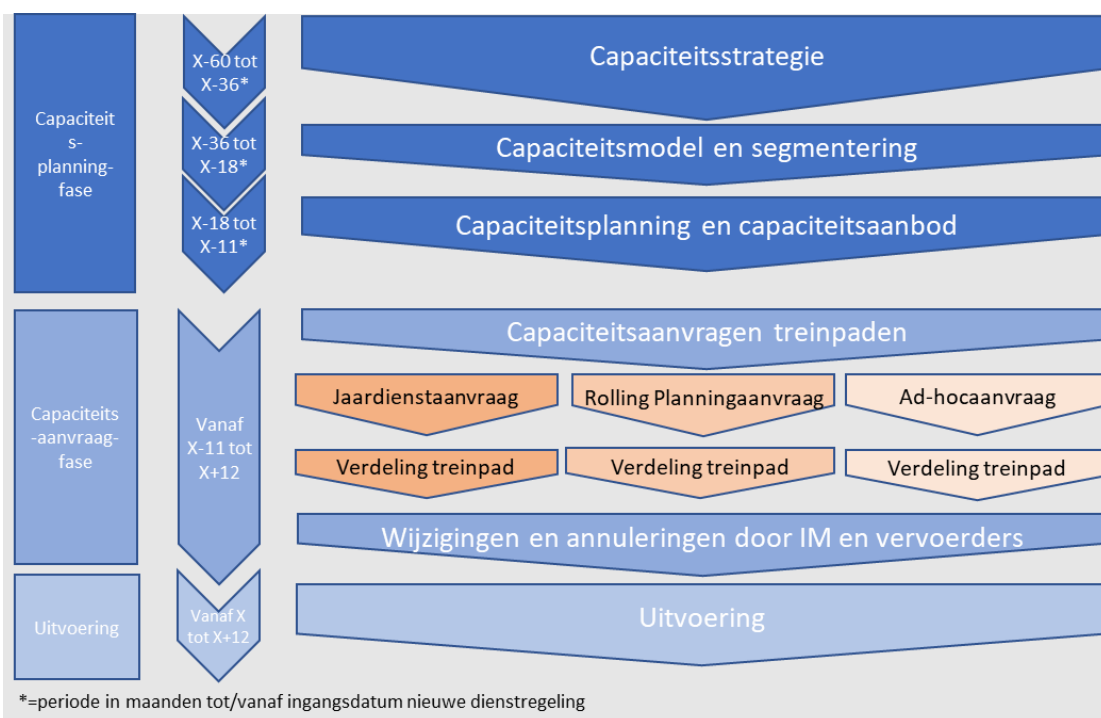 Capaciteit
s-
planning-
fase
X-60 tot
X-36*
Capaciteitsstrategie
X-36 tot
X-18*
Capaciteitsmodel en segmentering
X-18 tot
X-11*
Capaciteitsplanning en capaciteitsaanbod
Capaciteits
-aanvraag-
fase
Vanaf
X-11 tot
X+12
Capaciteitsaanvragen treinpaden
Jaardienstaanvraag
Rolling Planningaanvraag
Ad-hocaanvraag
Verdeling treinpad
Verdeling treinpad
Verdeling treinpad
Wijzigingen en annuleringen door IM en vervoerders
Uitvoering
Vanaf X
tot X+12
Uitvoering
*=periode in maanden tot/vanaf ingangsdatum nieuwe dienstregeling